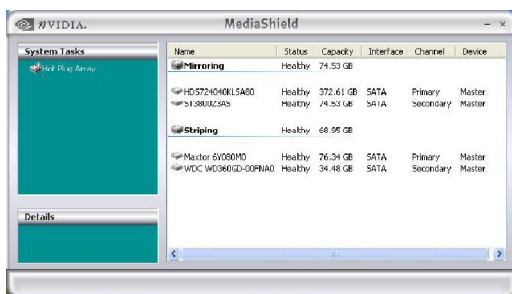 NVIDIA.
MediaShield
System Tasks
Hot Plug Array
Details
Name Status Capacity Interface Channel Device
Mirroring Healthy 74.53 GB
HDS724040KLSA80 Healthy 372.61 GB SATA Primary Master
ST380023AS Healthy 74.53 GB SATA Secondary Master
Striping Healthy 68.95 GB
Maxtor 6V080M0 Healthy 76.34 GB SATA Primary Master
WDC WD360GD-00FNA0 Healthy 34.48 GB SATA Secondary Master